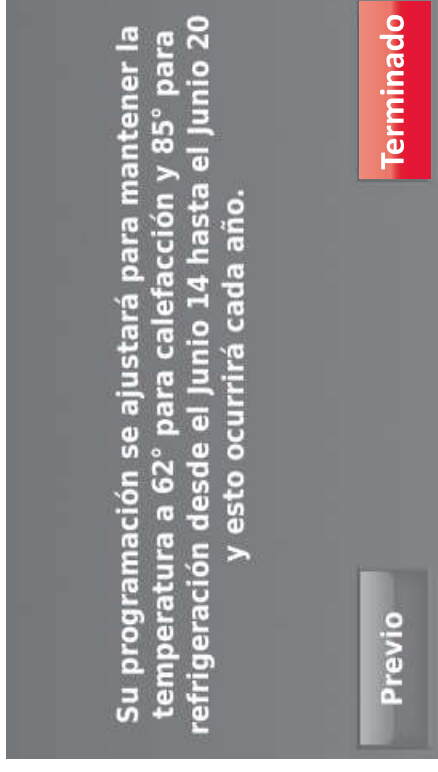 Su programación se ajustará para mantener la
temperatura a 62° para calefacción y 85° para
refrigeración desde el Junio 14 hasta el Junio 20
y esto ocurrirá cada año.
Previo
Terminado